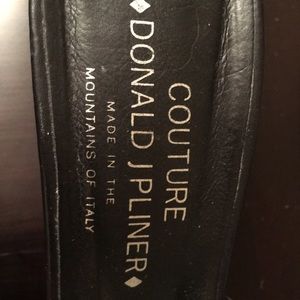 COUTURE
◆DONALD J PLINER◆
MADE IN THE
MOUNTAINS OF ITALY